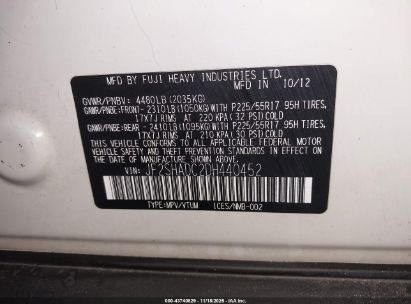 MFD BY FUJI HEAVY INDUSTRIES LTD.
MFD IN 10/12
GVWR/PNBV: 4480LB (2035KG)
GAWR/PNBE: FRONT- 2310LB(1050KG)WITH P225/55R17 95H TIRES,
17X7J RIMS AT 220 KPA(32 PSI)COLD
GAWR/PNBE:REAR - 2410LB(1095KG)WITH P225/55R17 95H TIRES,
17X7J RIMS AT 210 KPA(30 PSI)COLD
THIS VEHICLE CONFORMS TO ALL APPLICABLE FEDERAL MOTOR
VEHICLE SAFETY, BUMPER, AND THEFT PREVENTION STANDARDS IN
EFFECT ON THE DATE OF MANUFACTURE SHOWN ABOVE.
VIN: JF2SHADC2DH440452
TYPE:MPV/VTUM LCES/NMB-002